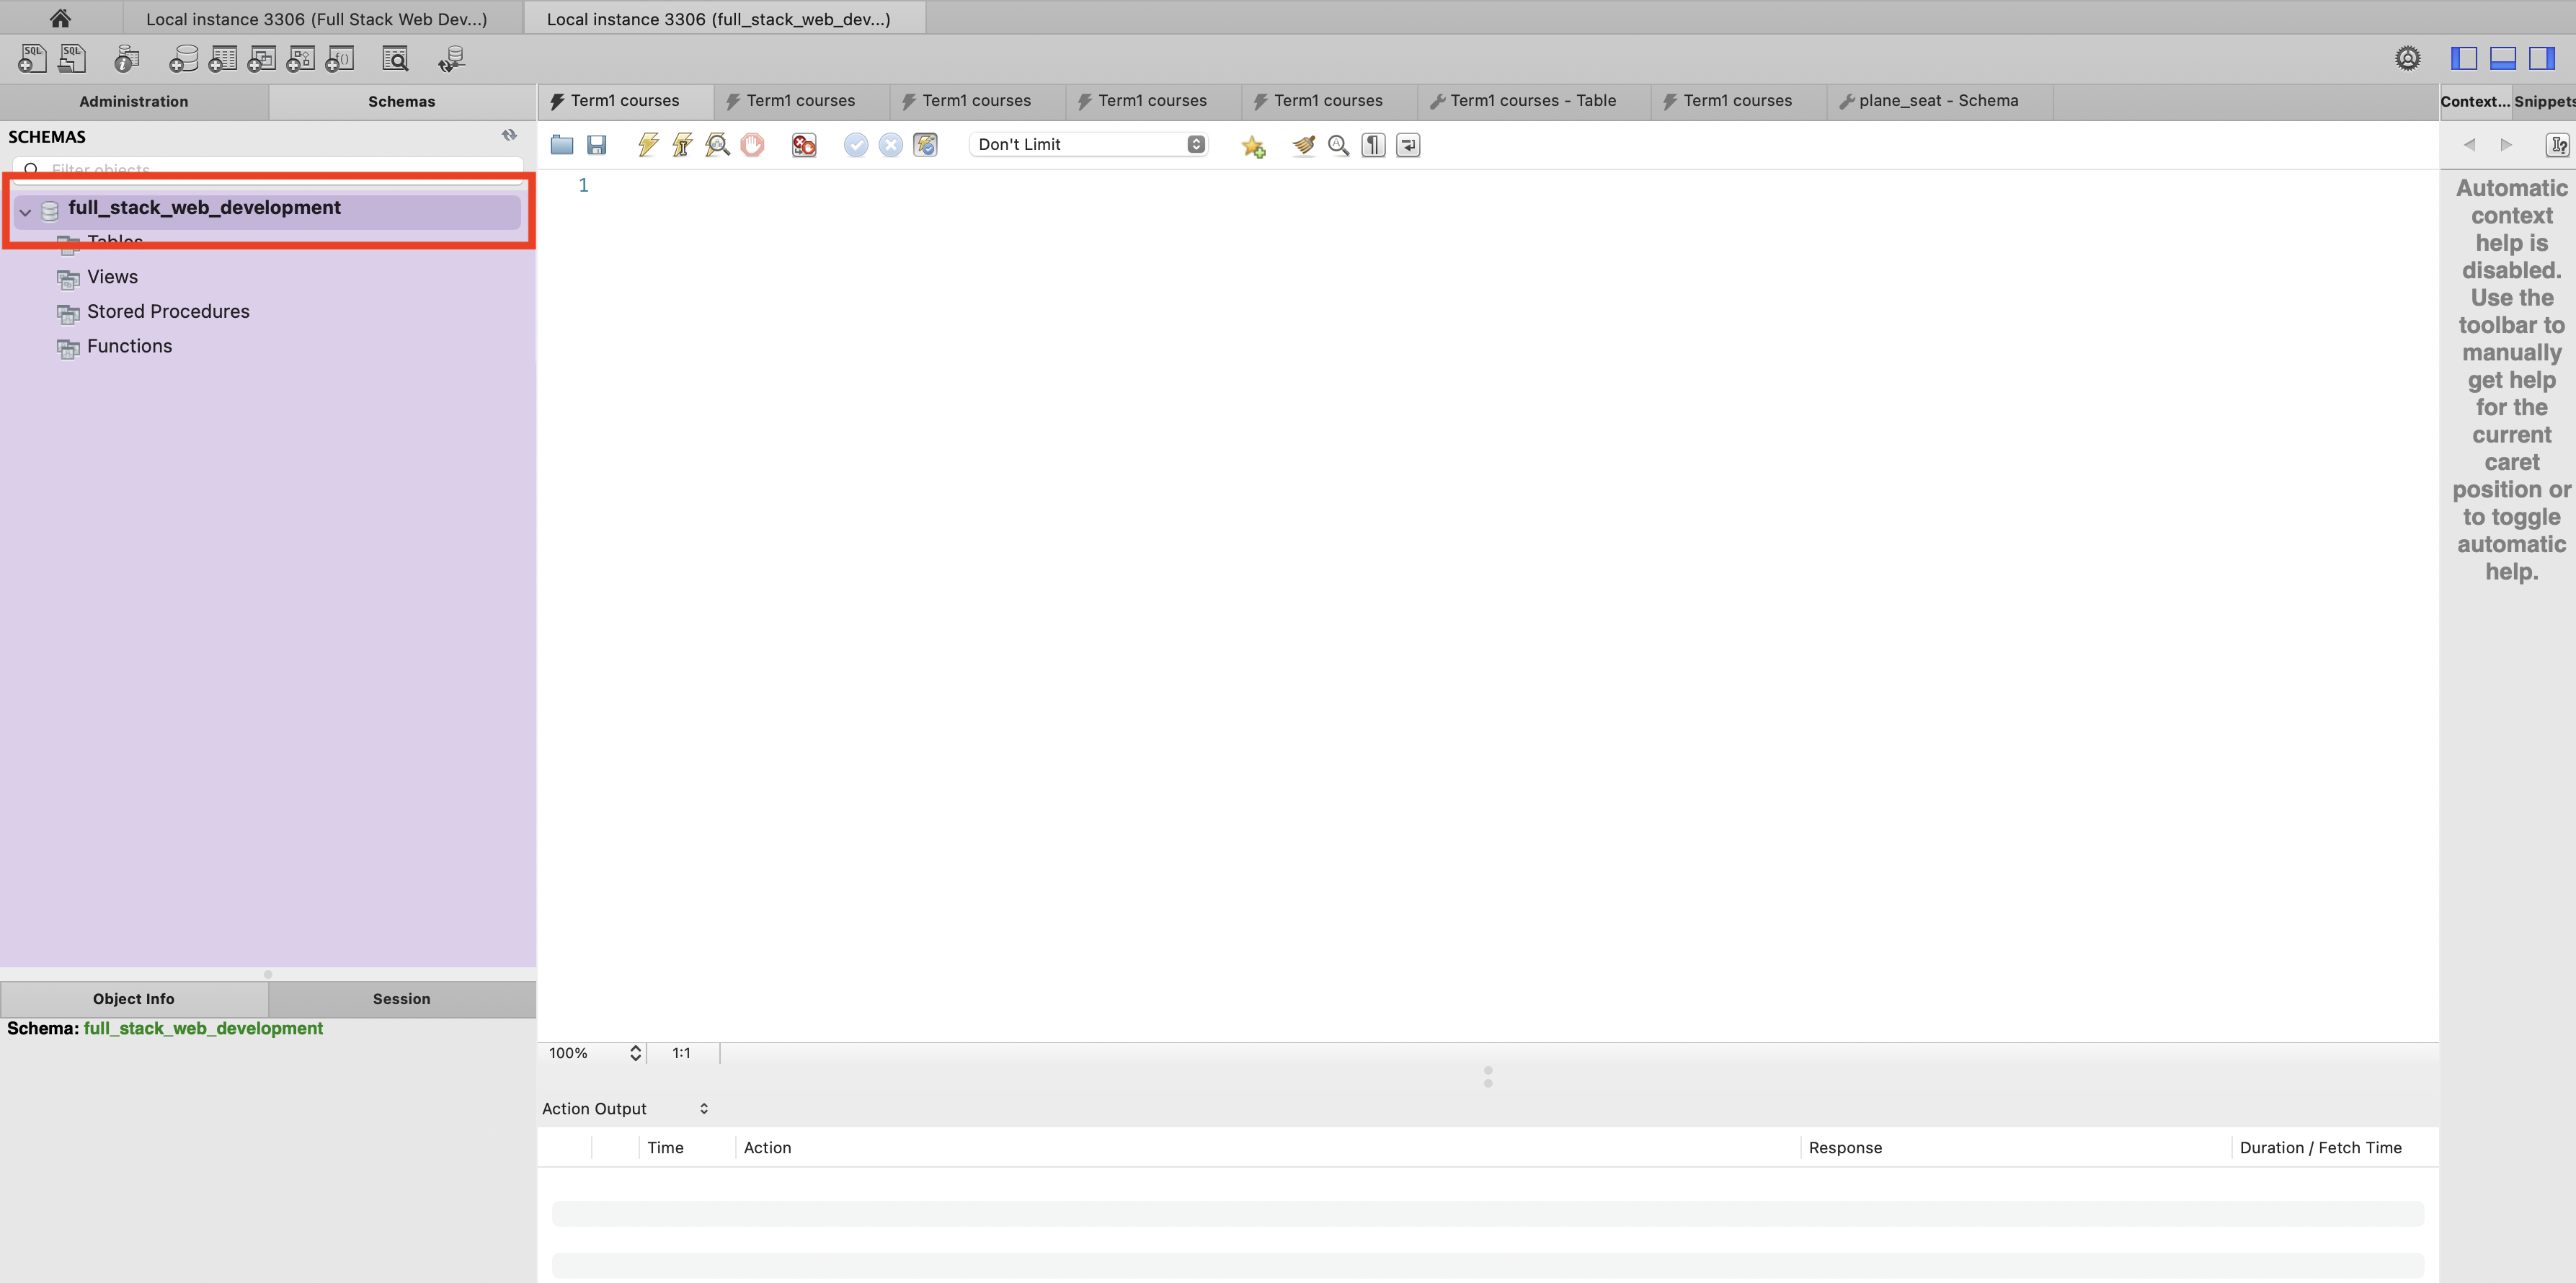 Local instance 3306 (Full Stack Web Dev...)
Local instance 3306 (full_stack_web_dev...)
SQL
SQL
Administration
Schemas
Term1 courses
Term1 courses
Term1 courses
Term1 courses
Term1 courses
Term1 courses - Table
Term1 courses
plane_seat - Schema
Context...
Snippets
SCHEMAS
Don't Limit
Filter objects
full_stack_web_development
Tables
Views
Stored Procedures
Functions
1
Automatic
context
help is
disabled.
Use the
toolbar to
manually
get help
for the
current
caret
position or
to toggle
automatic
help.
Object Info
Session
Schema: full_stack_web_development
100%
1:1
Action Output
Time
Action
Response
Duration / Fetch Time